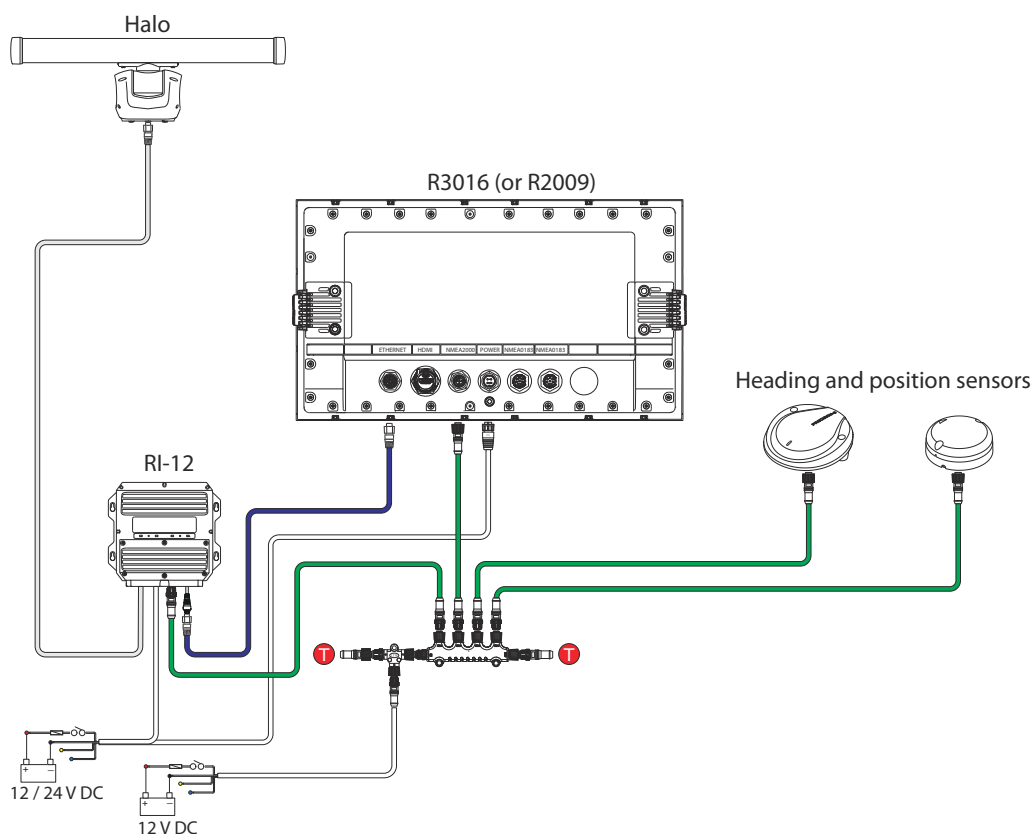 Halo
R3016 (or R2009)
ETHERNET HDMI NMEA2000 POWER NMEA0183 NMEA0183
Heading and position sensors
RI-12
T T
+ –
12 / 24 V DC
+ –
12 V DC